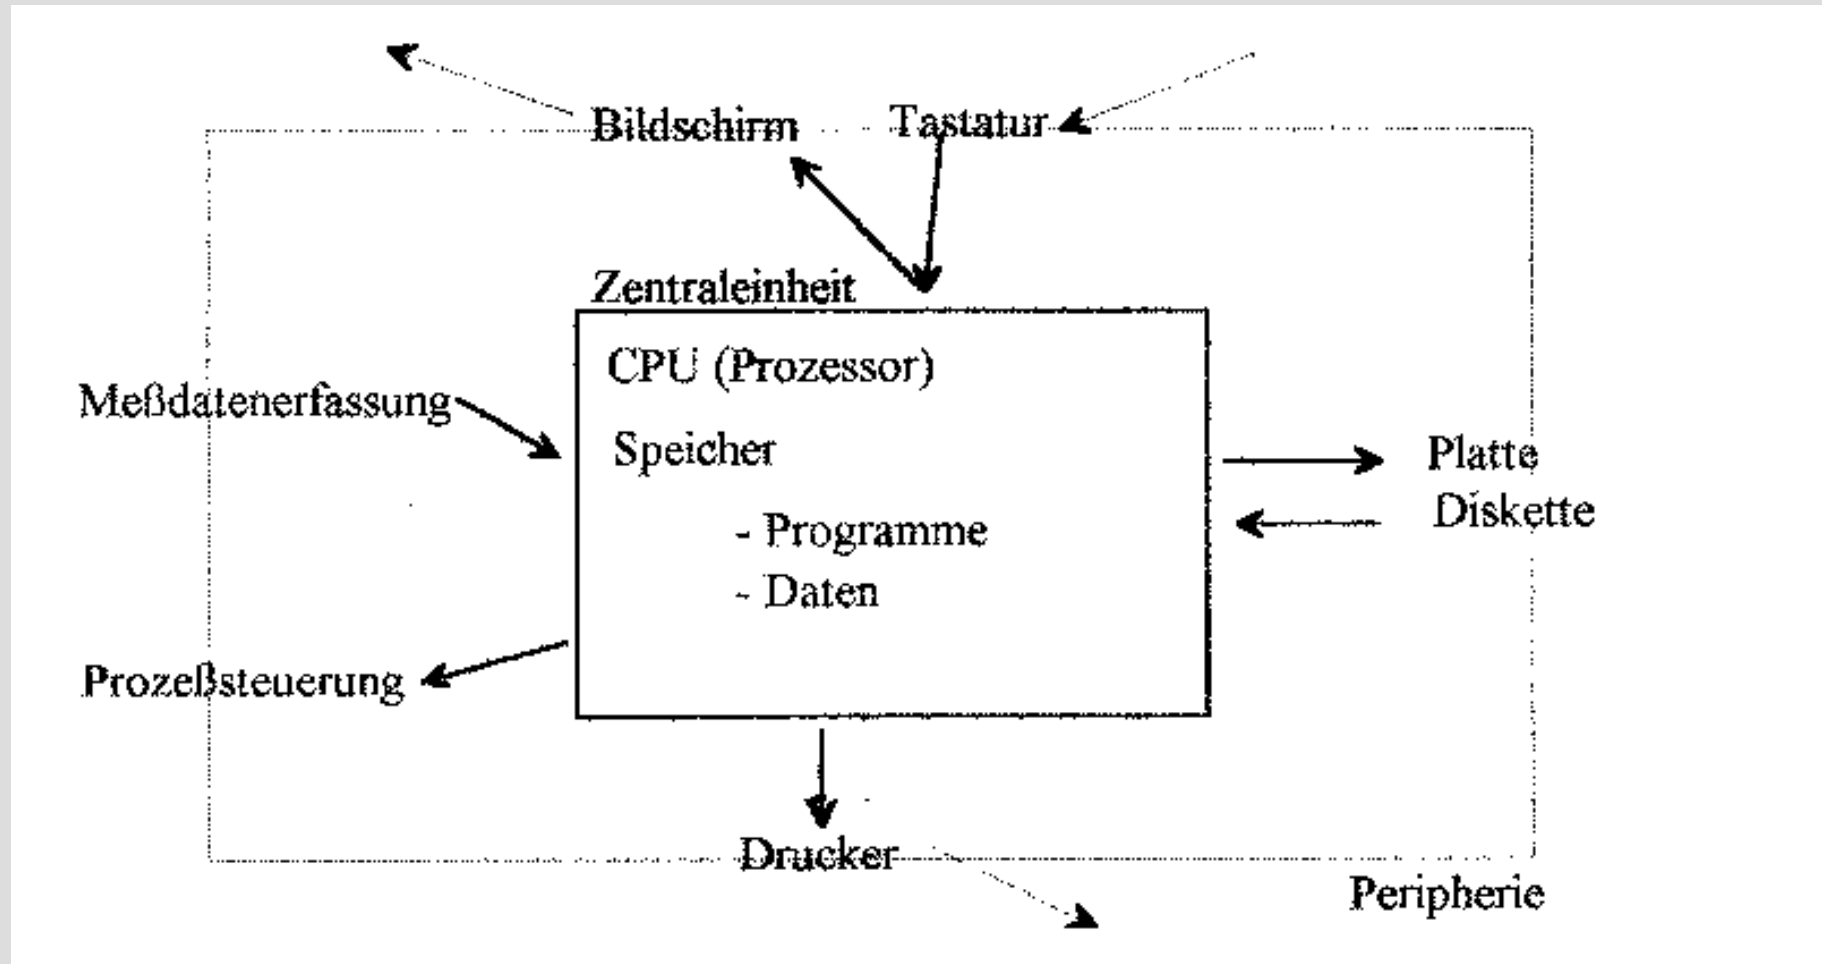 Bildschirm Tastatur
Zentraleinheit
CPU (Prozessor)
Meßdatenerfassung
Speicher
Platte
Diskette
- Programme
- Daten
Prozeßsteuerung
Drucker
Peripherie